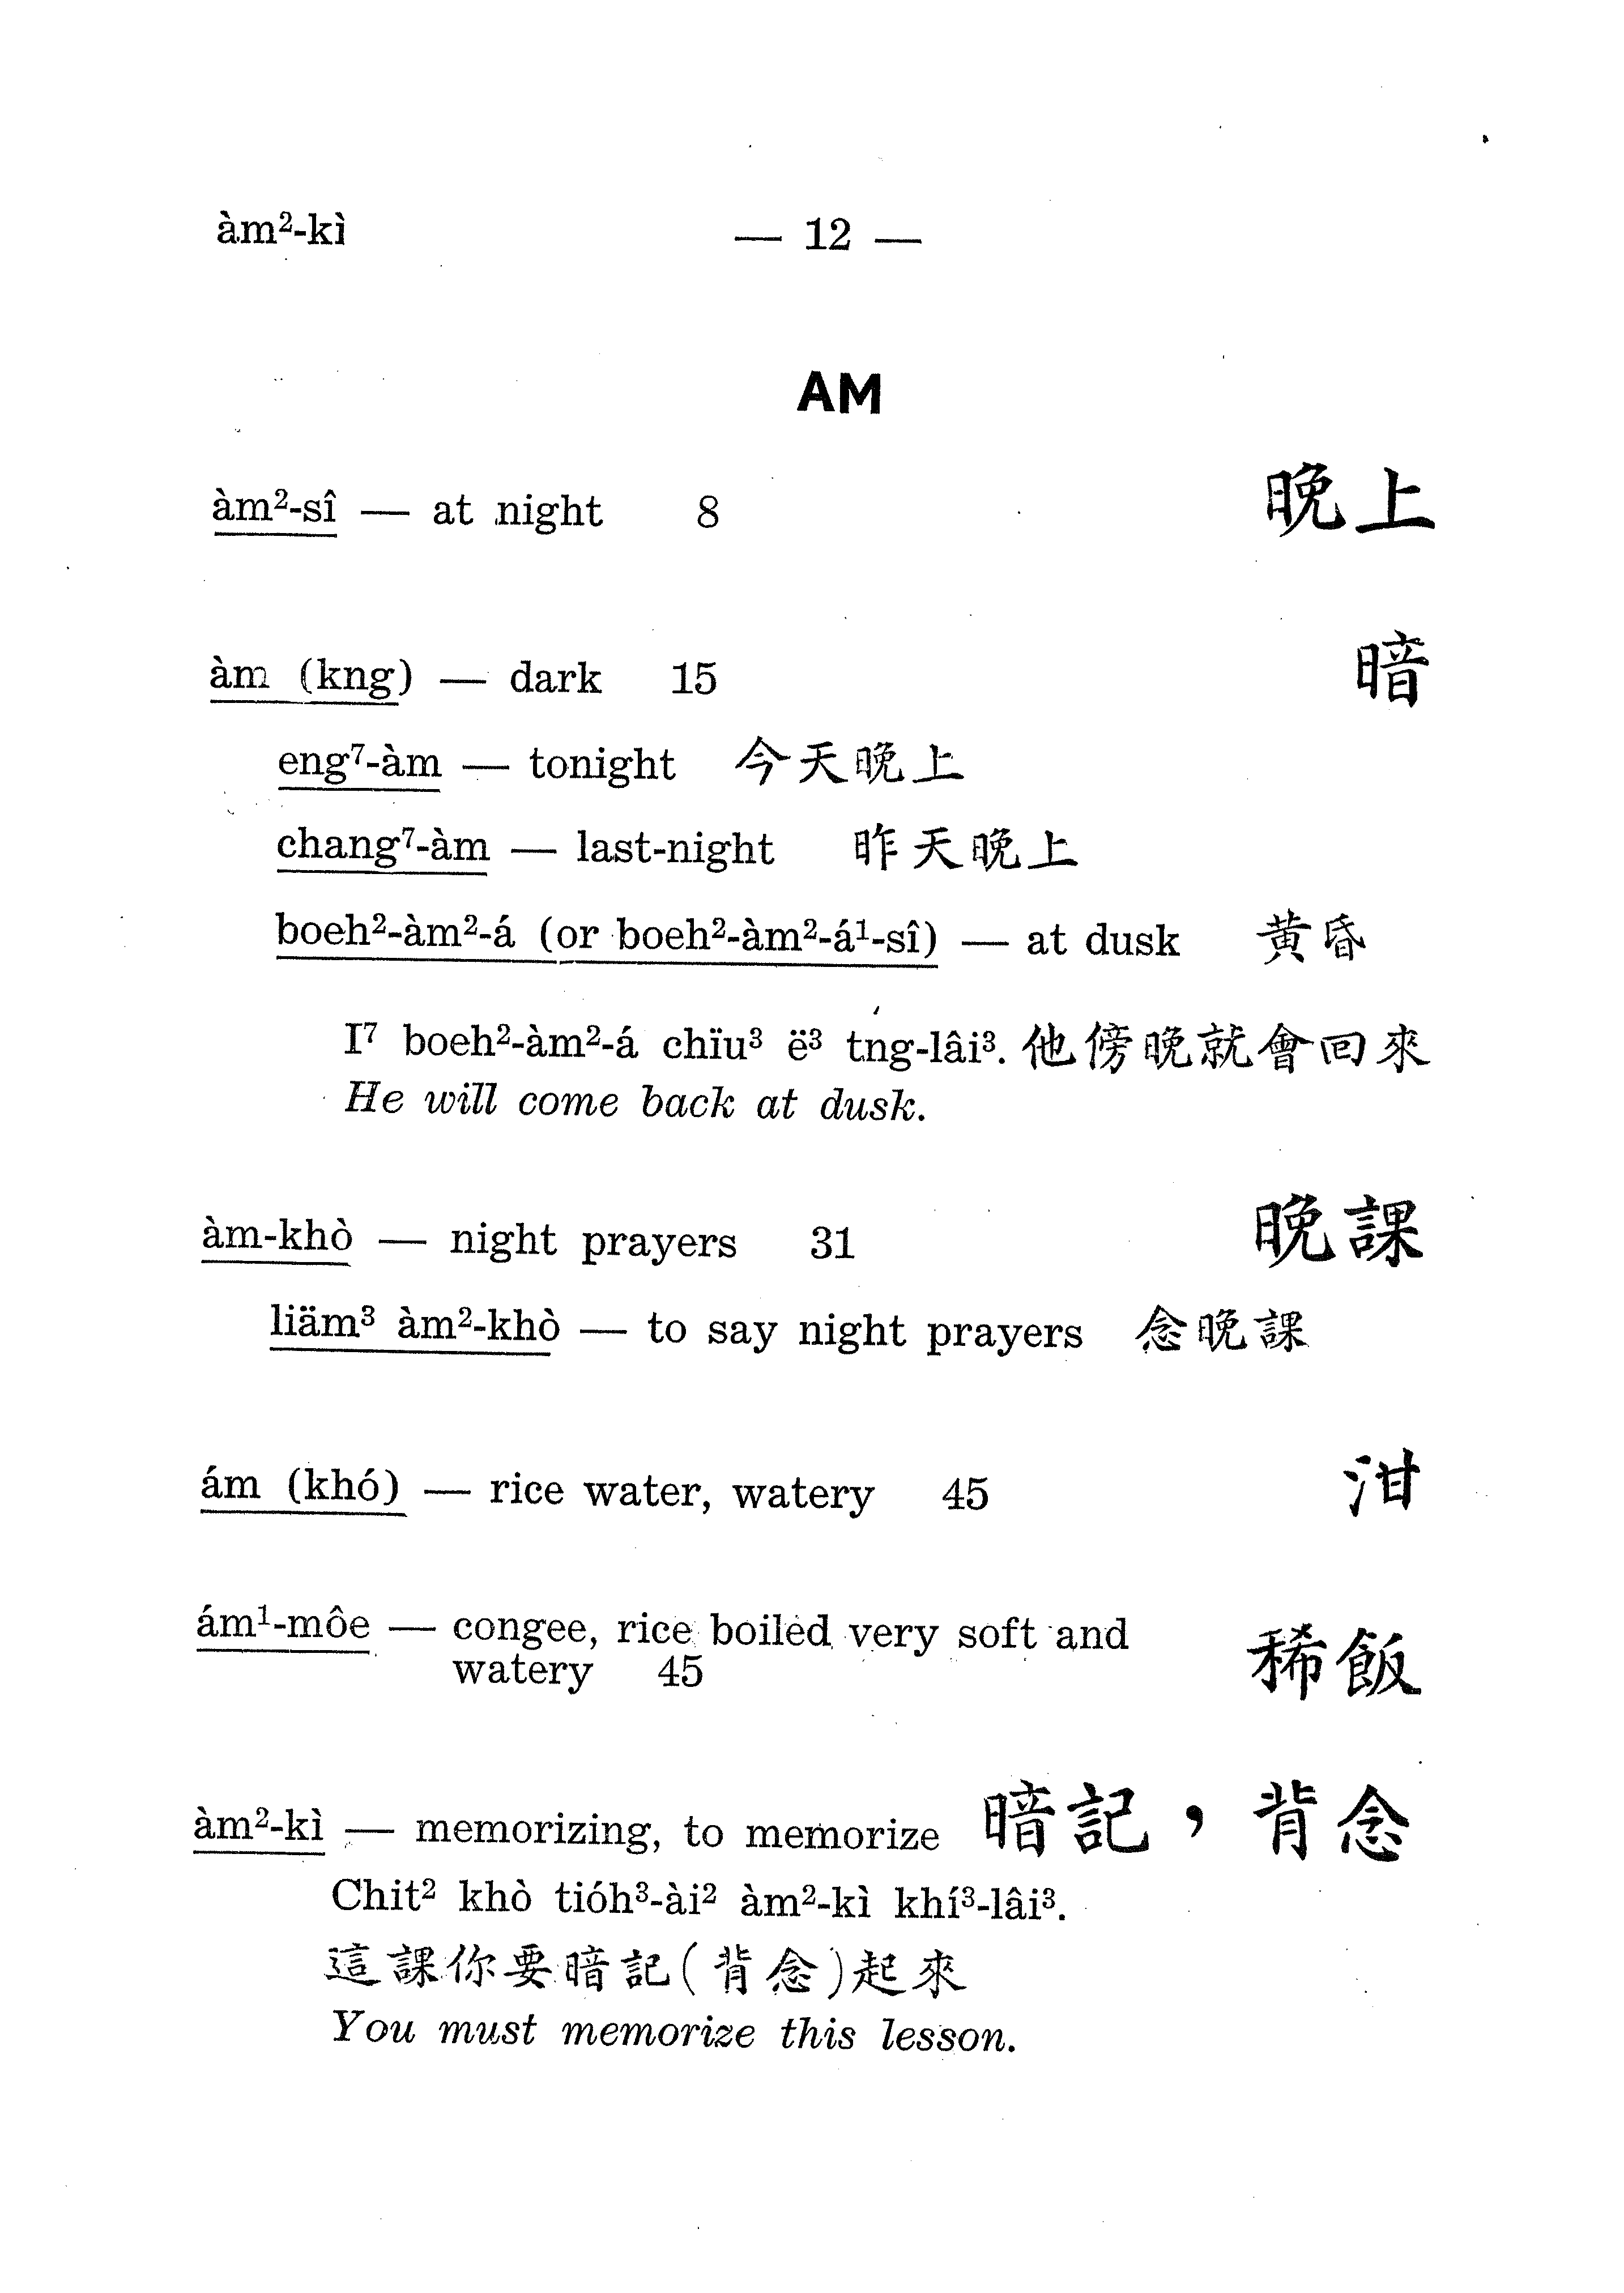 àm²-kì — 12 —
AM
àm²-sî — at night 8 晚上
àm (kng) — dark 15 暗
eng⁷-àm — tonight 今天晚上
chang⁷-àm — last-night 昨天晚上
boeh²-àm²-á (or boeh²-àm²-á¹-sî) — at dusk 黄昏
I⁷ boeh²-àm²-á chïu³ ë³ tńg-lâi³. 他傍晚就會回來
He will come back at dusk.
àm-khò — night prayers 31 晚課
liäm³ àm²-khò — to say night prayers 念晚課
ám (khó) — rice water, watery 45 泔
ám¹-môe — congee, rice boiled very soft and
watery 45 稀飯
àm²-kì — memorizing, to memorize 暗記，背念
Chit² khò tióh³-ài² àm²-kì khí³-lâi³.
這課你要暗記(背念)起來
You must memorize this lesson.